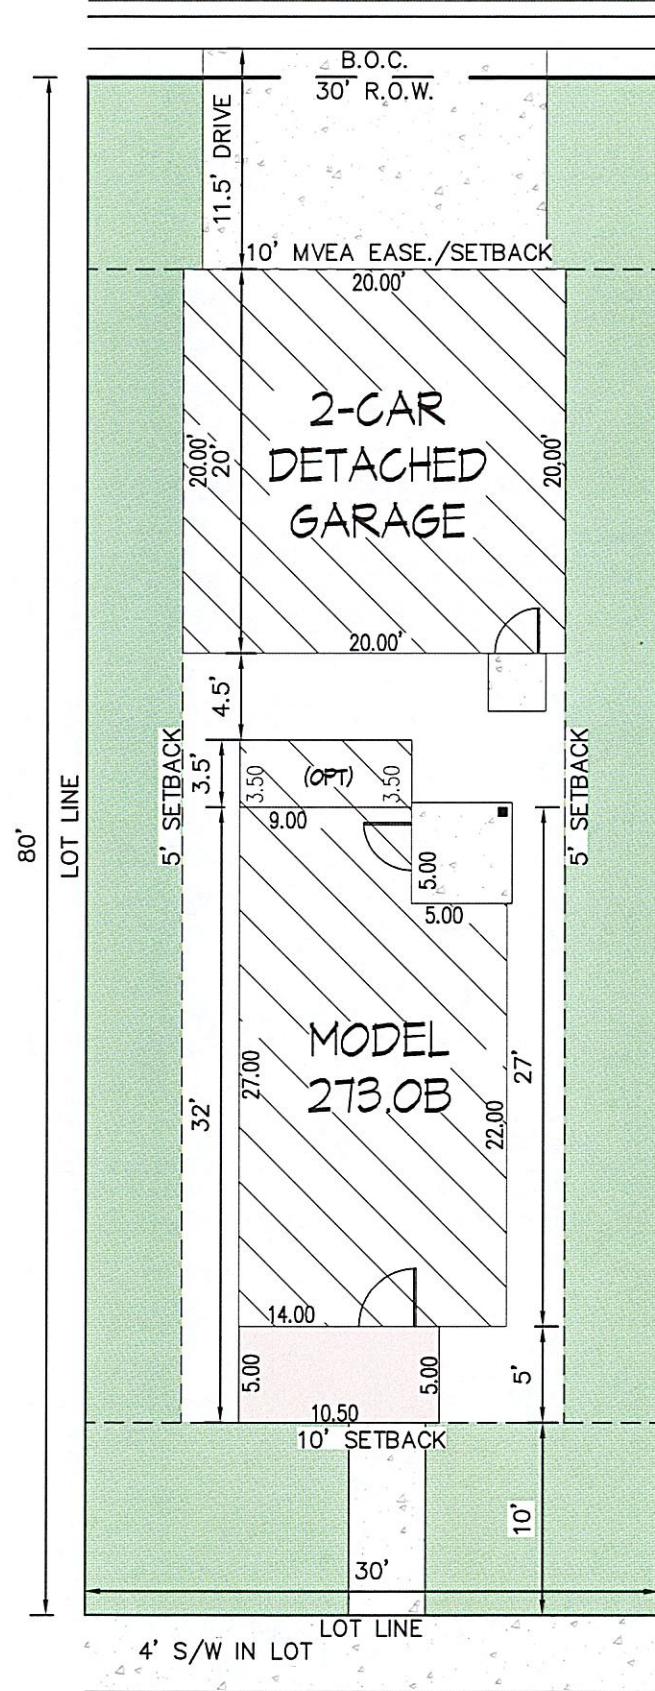 B.O.C.
30' R.O.W.
11.5' DRIVE
10' MVEA EASE./SETBACK
20.00'
2-CAR
DETACHED
GARAGE
20.00'
20'
20.00'
20.00'
4.5'
5' SETBACK
3.5'
3.50
(OPT)
3.50
5' SETBACK
80'
LOT LINE
9.00
5.00
5.00
MODEL
273.0B
27.00
22.00
27'
32'
14.00
5.00
5.00
10.50
5'
10' SETBACK
10'
30'
LOT LINE
4' S/W IN LOT